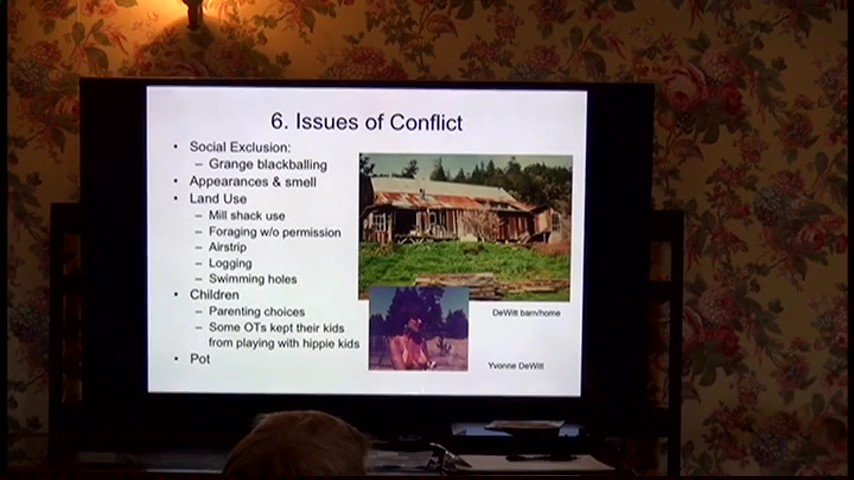 6. Issues of Conflict
• Social Exclusion:
– Grange blackballing
• Appearances & smell
• Land Use
– Mill shack use
– Foraging w/o permission
– Airstrip
– Logging
– Swimming holes
• Children
– Parenting choices
– Some OTs kept their kids
from playing with hippie kids
• Pot
DeWitt barn/home
Yvonne DeWitt